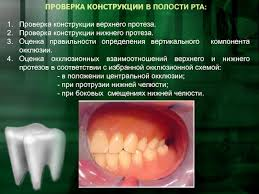 ПРОВЕРКА КОНСТРУКЦИИ В ПОЛОСТИ РТА:
1. Проверка конструкции верхнего протеза.
2. Проверка конструкции нижнего протеза.
3. Оценка правильности определения вертикального компонента
окклюзии.
4. Оценка окклюзионных взаимоотношений верхнего и нижнего
протезов в соответствии с избранной окклюзионной схемой:
- в положении центральной окклюзии;
- при протрузии нижней челюсти;
- при боковых смещениях нижней челюсти.